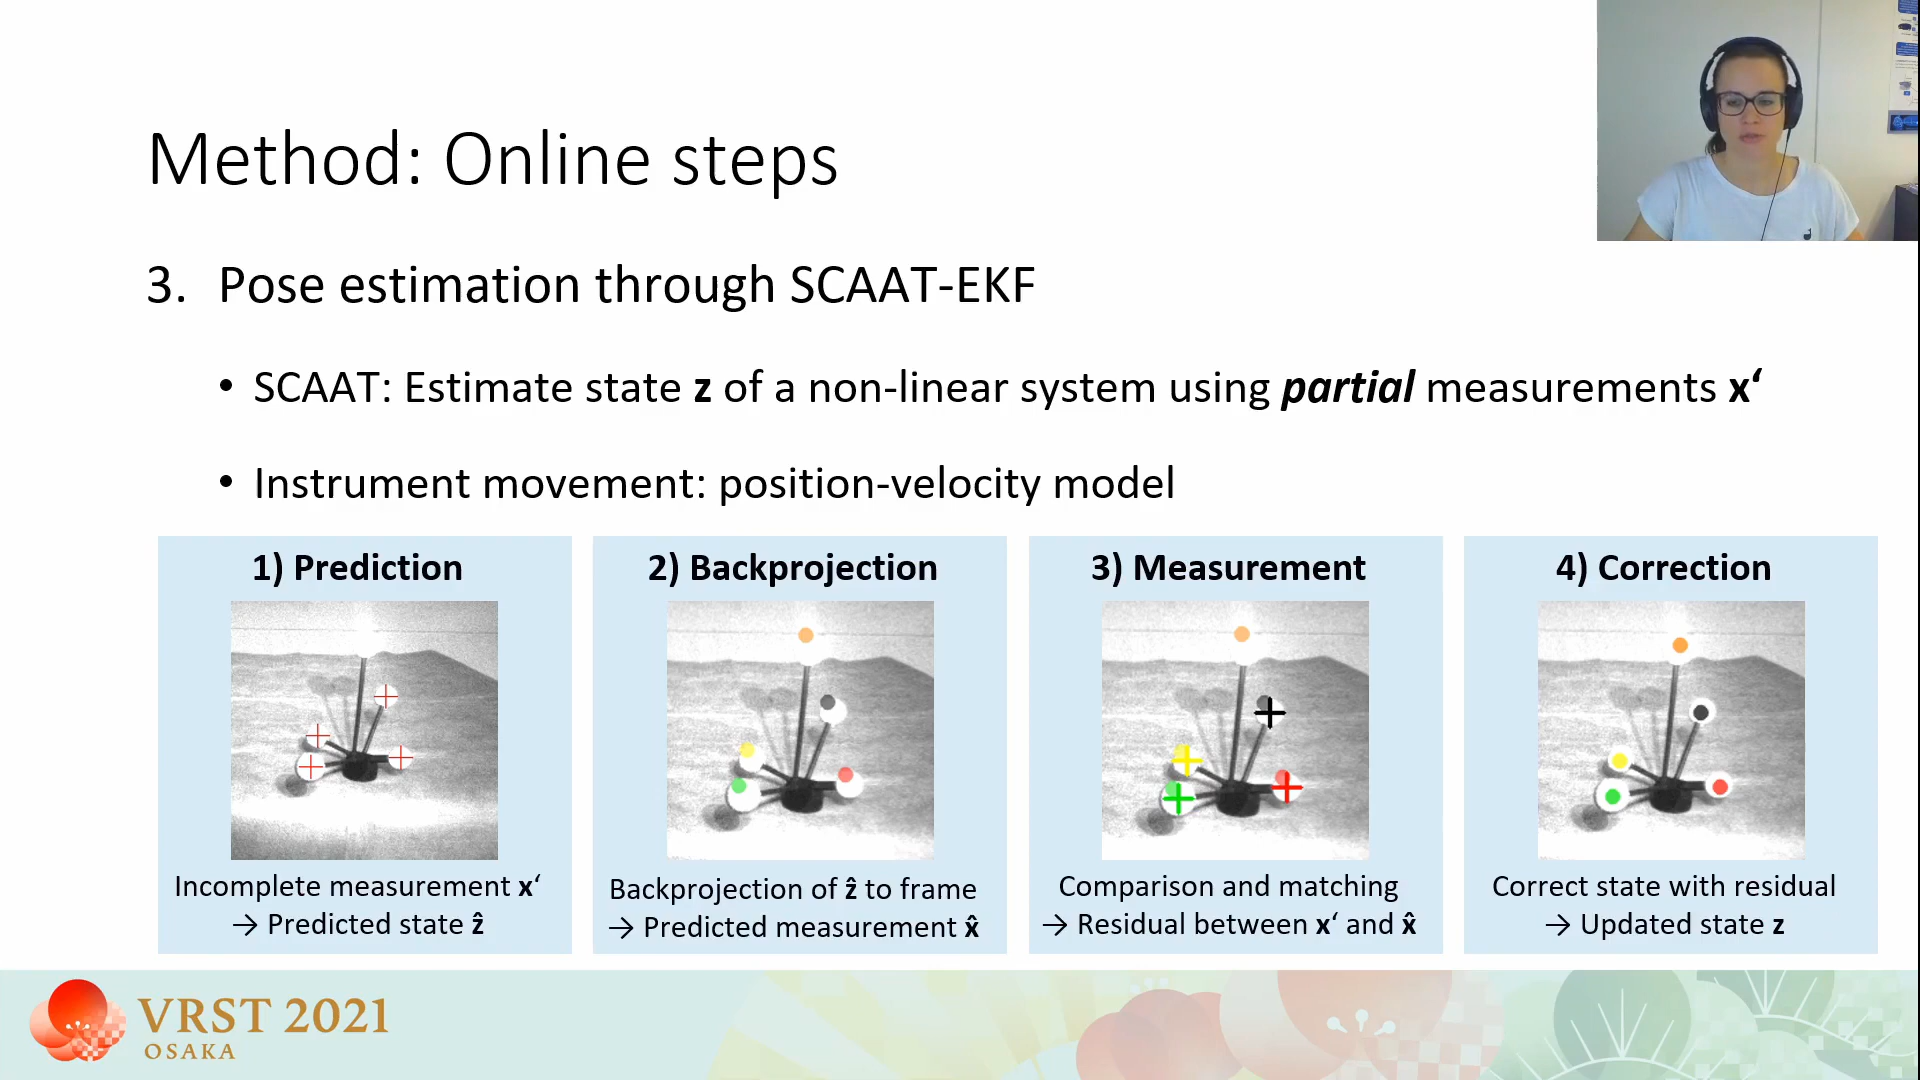 Method: Online steps
3. Pose estimation through SCAAT-EKF
• SCAAT: Estimate state z of a non-linear system using partial measurements x‘
• Instrument movement: position-velocity model
1) Prediction
Incomplete measurement x‘
→ Predicted state ẑ
2) Backprojection
Backprojection of ẑ to frame
→ Predicted measurement x̂
3) Measurement
Comparison and matching
→ Residual between x‘ and x̂
4) Correction
Correct state with residual
→ Updated state z
VRST 2021
OSAKA